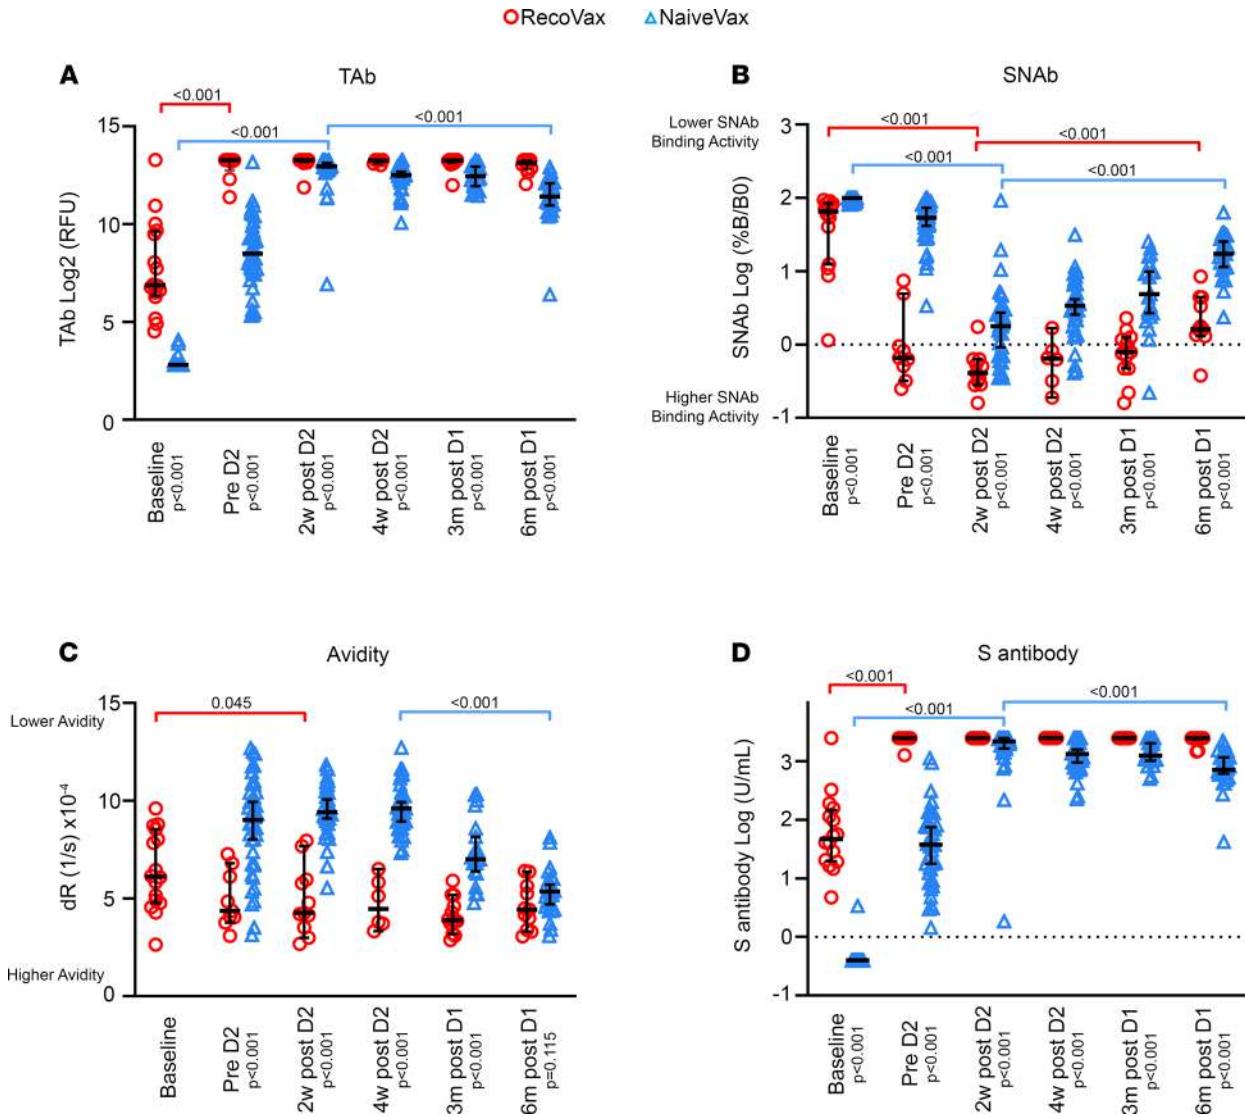 RecoVax NaiveVax
A
TAb
<0.001
<0.001
<0.001
TAb Log2 (RFU)
15
10
5
0
Baseline
p<0.001
Pre D2
p<0.001
2w post D2
p<0.001
4w post D2
p<0.001
3m post D1
p<0.001
6m post D1
p<0.001
B
SNAb
Lower SNAb
Binding Activity
Higher SNAb
Binding Activity
<0.001
<0.001
<0.001
<0.001
SNAb Log (%B/B0)
3
2
1
0
-1
Baseline
p<0.001
Pre D2
p<0.001
2w post D2
p<0.001
4w post D2
p<0.001
3m post D1
p<0.001
6m post D1
p<0.001
C
Avidity
Lower Avidity
Higher Avidity
0.045
<0.001
dR (1/s) x10-4
15
10
5
0
Baseline
Pre D2
p<0.001
2w post D2
p<0.001
4w post D2
p<0.001
3m post D1
p<0.001
6m post D1
p=0.115
D
S antibody
<0.001
<0.001
<0.001
S antibody Log (U/mL)
3
2
1
0
-1
Baseline
p<0.001
Pre D2
p<0.001
2w post D2
p<0.001
4w post D2
p<0.001
3m post D1
p<0.001
6m post D1
p<0.001